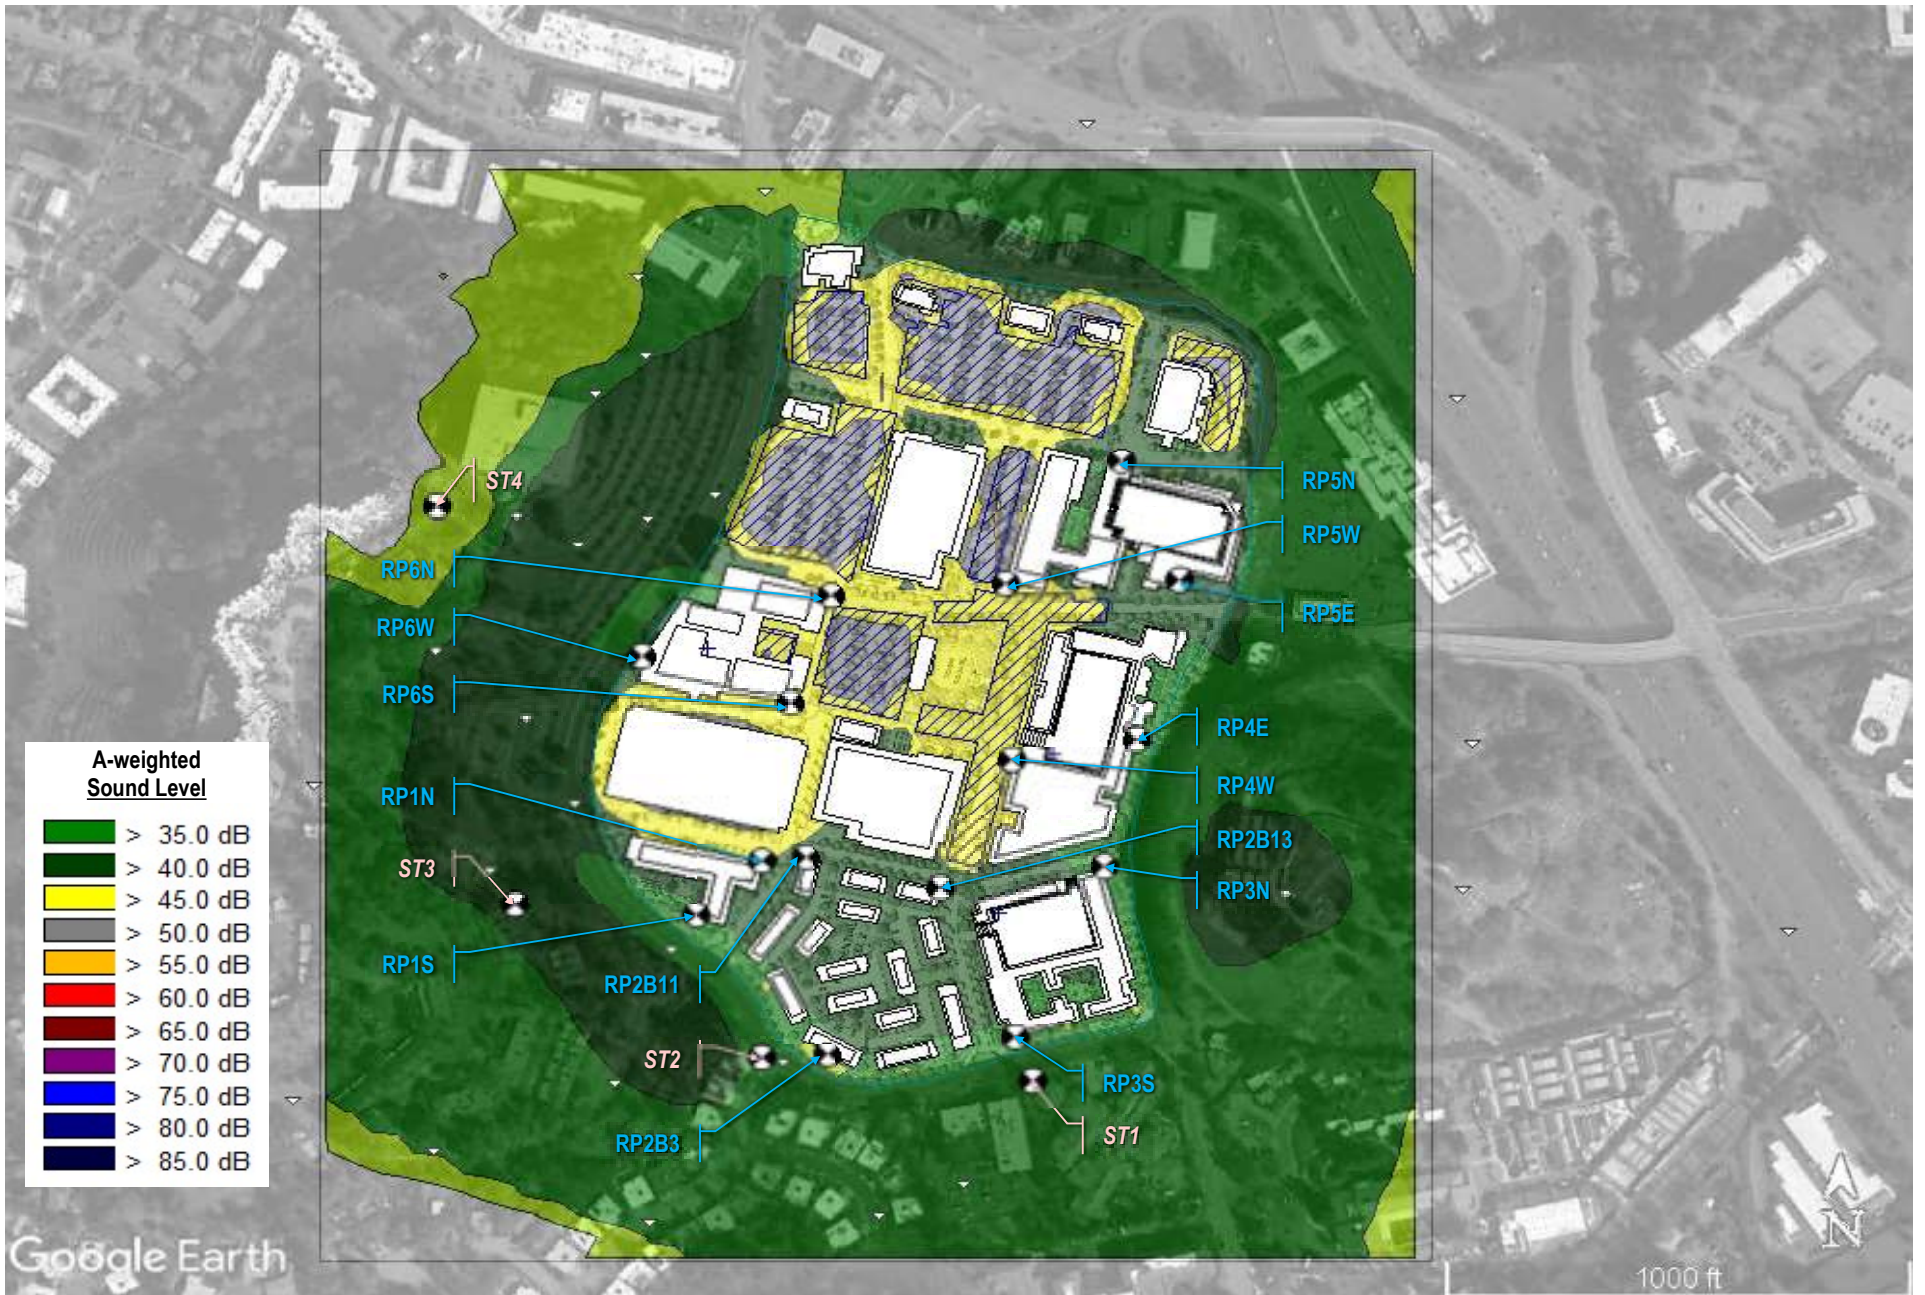 ST4
RP5N
RP5W
RP6N
RP6W
RP5E
RP6S
RP4E
A-weighted
Sound Level
> 35.0 dB
> 40.0 dB
> 45.0 dB
> 50.0 dB
> 55.0 dB
> 60.0 dB
> 65.0 dB
> 70.0 dB
> 75.0 dB
> 80.0 dB
> 85.0 dB
RP1N
RP4W
RP2B13
ST3
RP3N
RP1S
RP2B11
ST2
RP3S
RP2B3
ST1
Google Earth
N
1000 ft